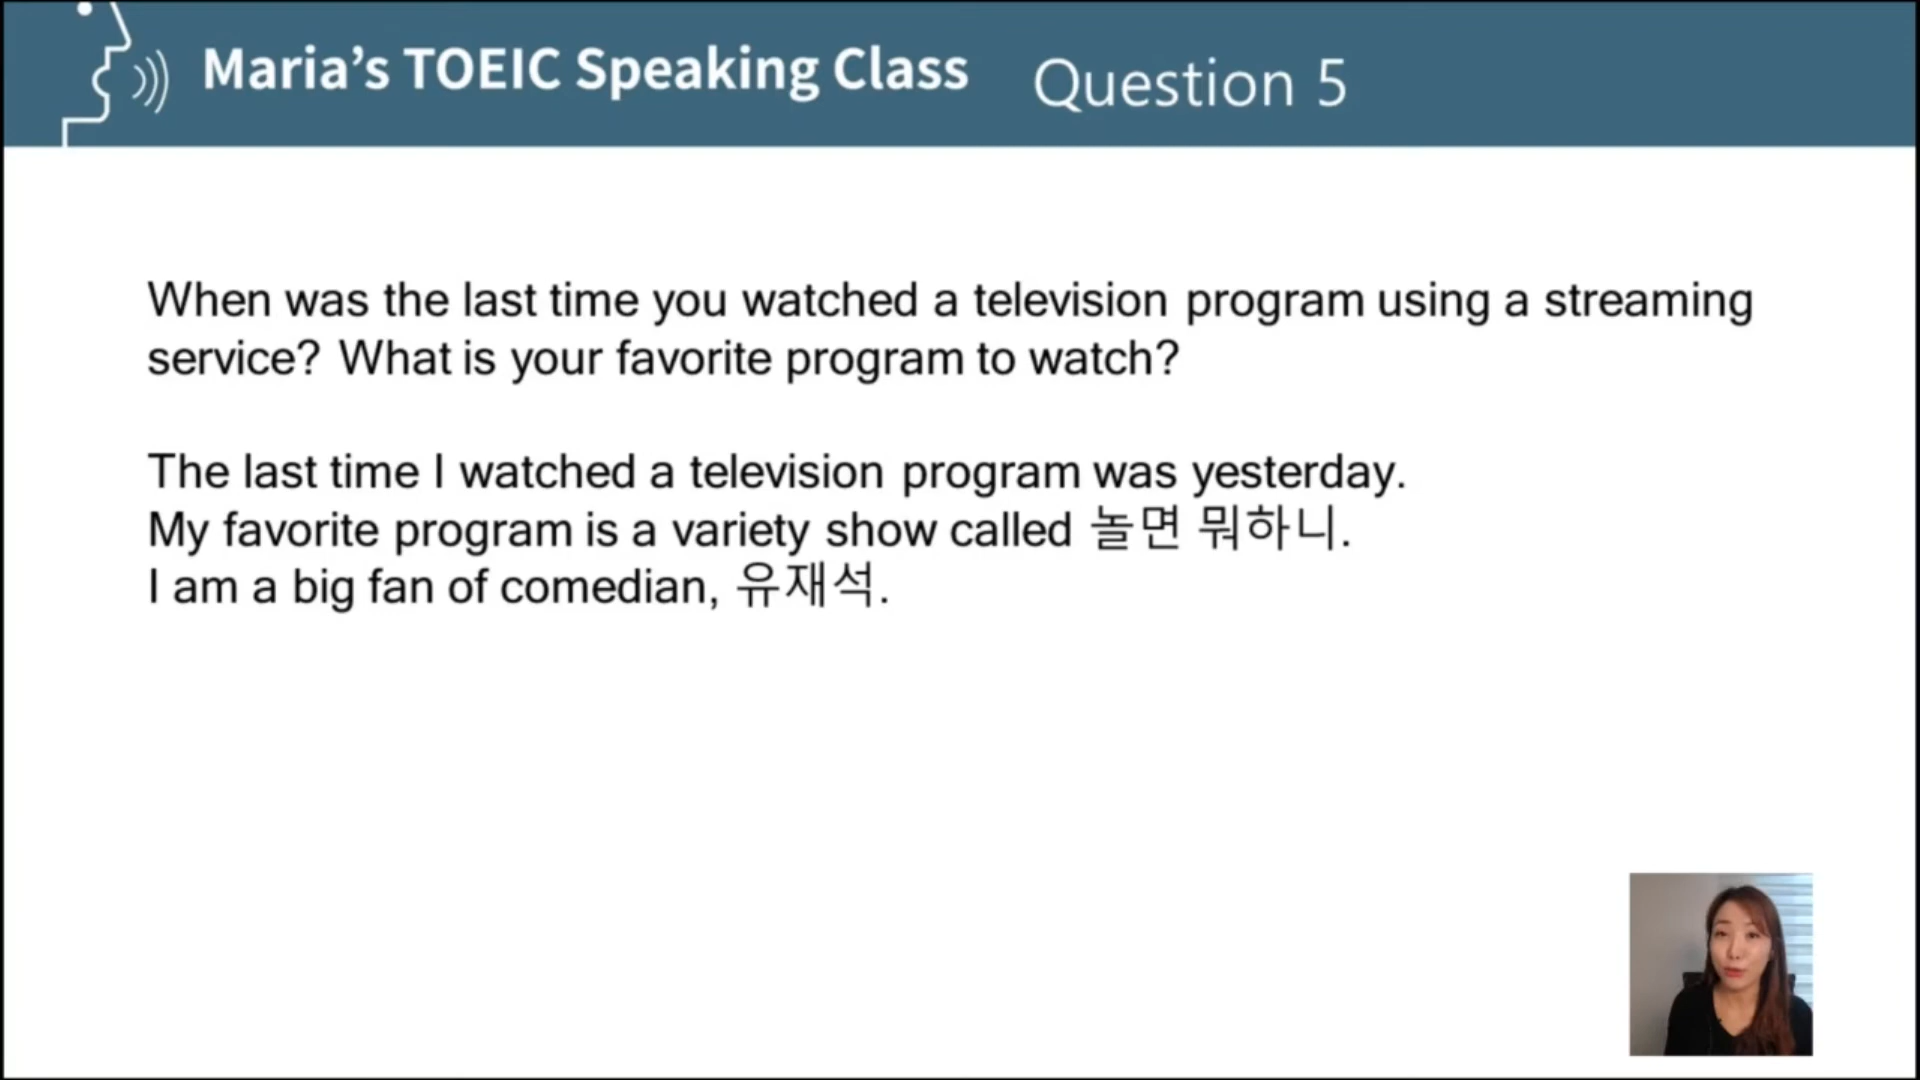 Maria's TOEIC Speaking Class Question 5
When was the last time you watched a television program using a streaming
service? What is your favorite program to watch?
The last time I watched a television program was yesterday.
My favorite program is a variety show called 놀면 뭐하니.
I am a big fan of comedian, 유재석.